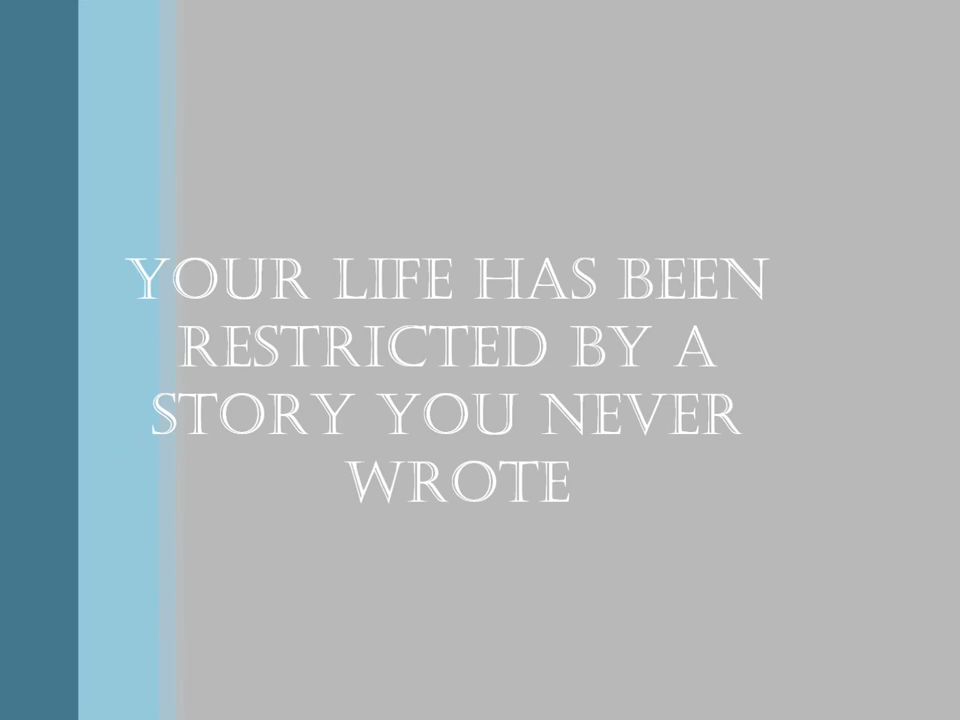 YOUR LIFE HAS BEEN
RESTRICTED BY A
STORY YOU NEVER
WROTE